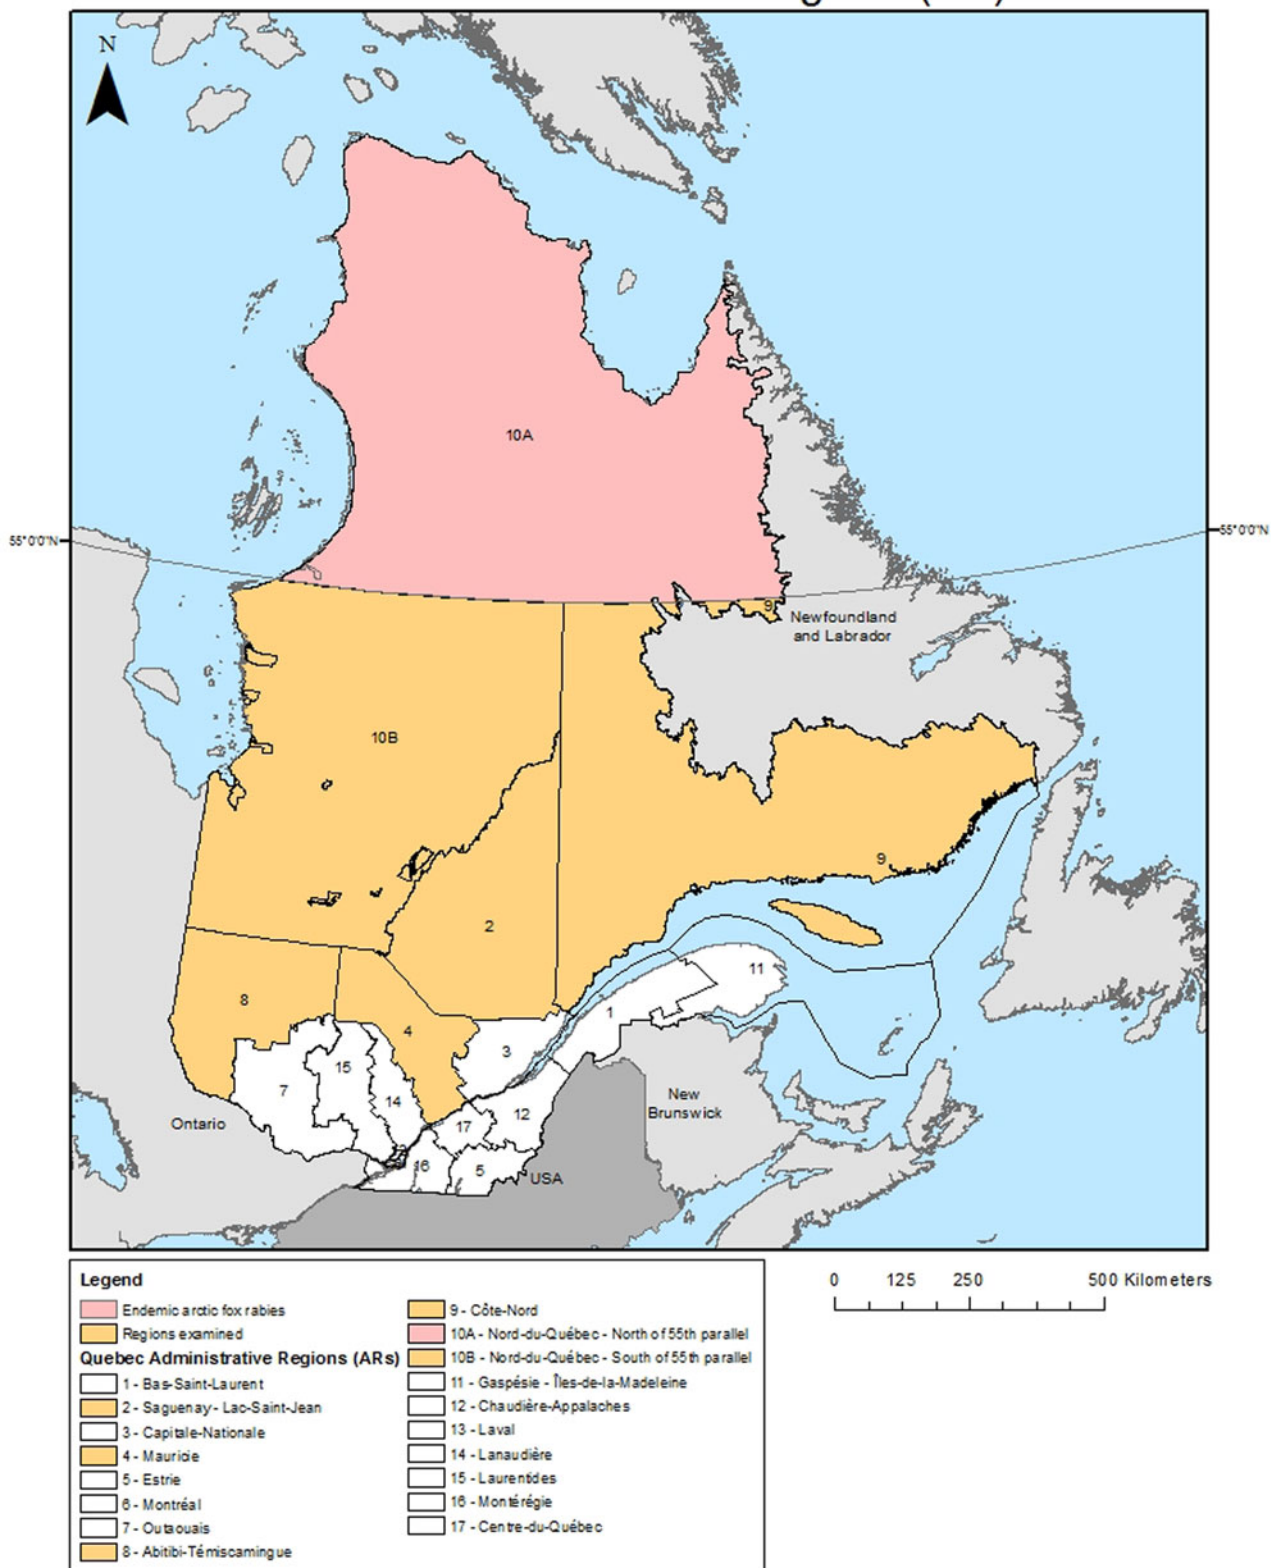 N
10A
55°0'0"N
55°0'0"N
9
Newfoundland
and Labrador
10B
9
2
11
8
1
4
3
15
7
14
New
Brunswick
12
Ontario
17
16
5
USA
Legend
Endemic arctic fox rabies
Regions examined
Quebec Administrative Regions (ARs)
1 - Bas-Saint-Laurent
2 - Saguenay - Lac-Saint-Jean
3 - Capitale-Nationale
4 - Mauricie
5 - Estrie
6 - Montréal
7 - Outaouais
8 - Abitibi-Témiscamingue
9 - Côte-Nord
10A - Nord-du-Québec - North of 55th parallel
10B - Nord-du-Québec - South of 55th parallel
11 - Gaspésie - Îles-de-la-Madeleine
12 - Chaudière-Appalaches
13 - Laval
14 - Lanaudière
15 - Laurentides
16 - Montérégie
17 - Centre-du-Québec
0 125 250 500 Kilometers